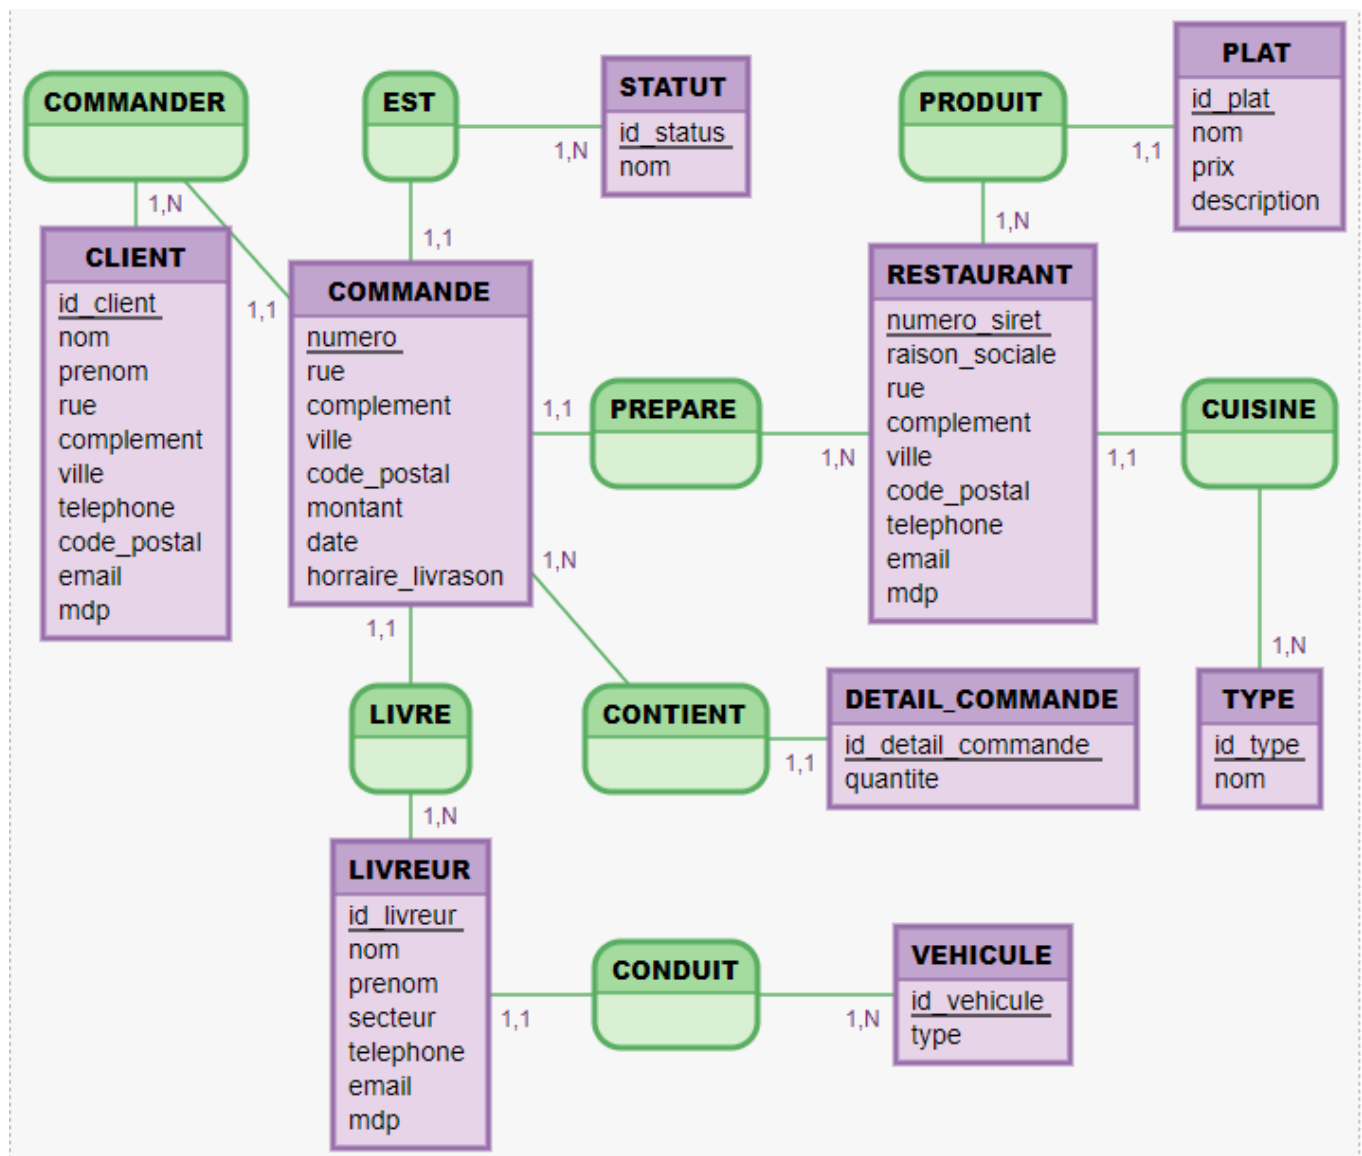 COMMANDER
EST
STATUT
id_status
nom
1,N
PRODUIT
PLAT
id_plat
nom
prix
description
1,1
1,N
1,1
1,N
CLIENT
id_client
nom
prenom
rue
complement
ville
telephone
code_postal
email
mdp
1,1
COMMANDE
numero
rue
complement
ville
code_postal
montant
date
horraire_livrason
1,1
PREPARE
1,N
RESTAURANT
numero_siret
raison_sociale
rue
complement
ville
code_postal
telephone
email
mdp
1,1
CUISINE
1,N
1,N
1,1
LIVRE
CONTIENT
1,1
DETAIL_COMMANDE
id_detail_commande
quantite
TYPE
id_type
nom
1,N
LIVREUR
id_livreur
nom
prenom
secteur
telephone
email
mdp
1,1
CONDUIT
1,N
VEHICULE
id_vehicule
type